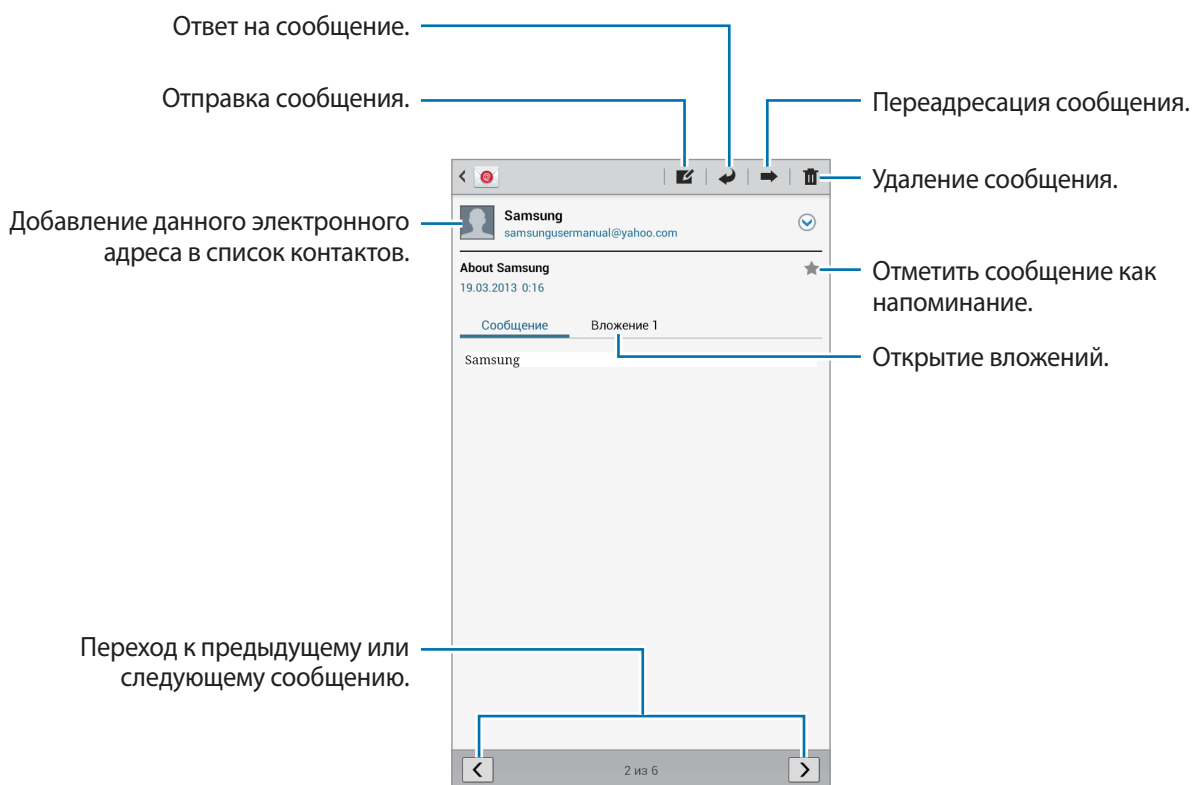 Ответ на сообщение.
Отправка сообщения.
Переадресация сообщения.
Удаление сообщения.
Добавление данного электронного
адреса в список контактов.
Samsung
samsungusermanual@yahoo.com
About Samsung
19.03.2013 0:16
Отметить сообщение как
напоминание.
Сообщение Вложение 1
Открытие вложений.
Samsung
Переход к предыдущему или
следующему сообщению.
2 из 6